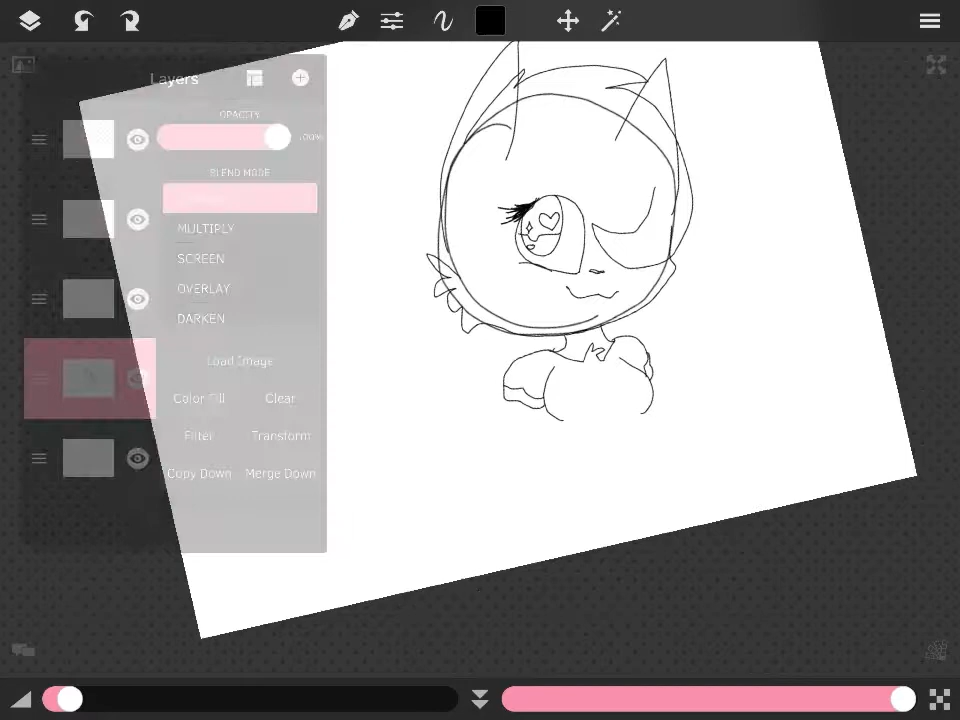 Layers
OPACITY
100%
BLEND MODE
MULTIPLY
SCREEN
OVERLAY
DARKEN
Load Image
Color Fill Clear
Filter Transform
Copy Down Merge Down